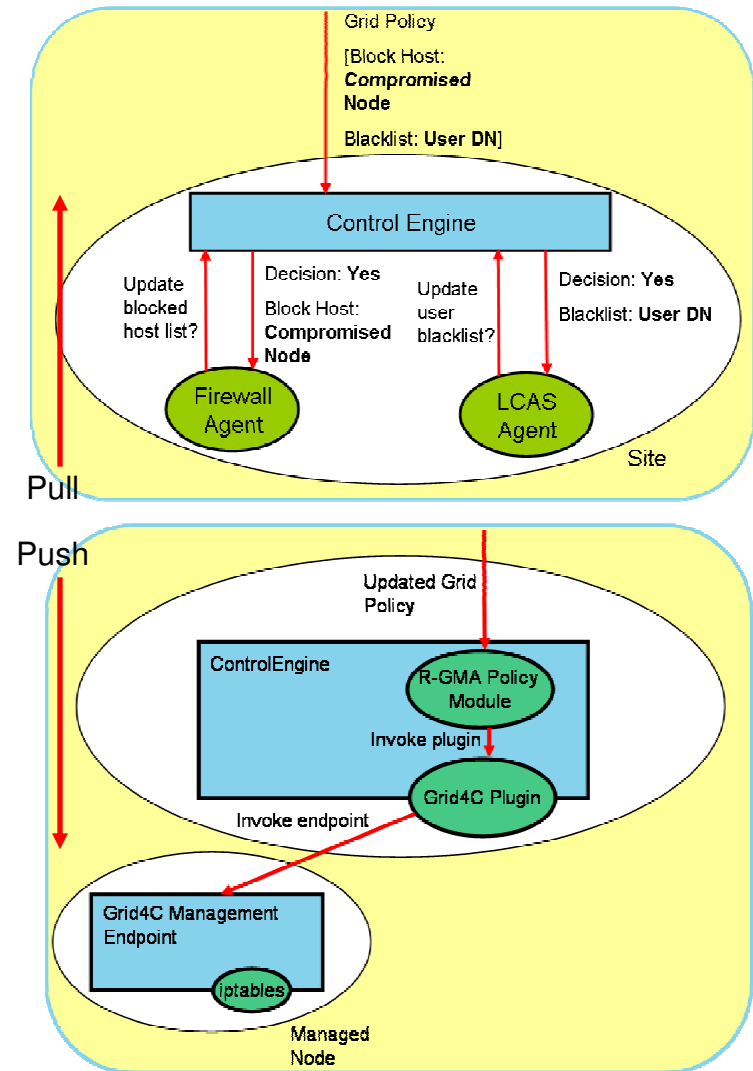 Grid Policy
[Block Host:
Compromised
Node
Blacklist: User DN]
Control Engine
Update
blocked
host list?
Decision: Yes
Block Host:
Compromised
Node
Update
user
blacklist?
Decision: Yes
Blacklist: User DN
Firewall
Agent
LCAS
Agent
Site
Pull
Push
Updated Grid
Policy
ControlEngine
R-GMA Policy
Module
Invoke plugin
Grid4C Plugin
Invoke endpoint
Grid4C Management
Endpoint
iptables
Managed
Node